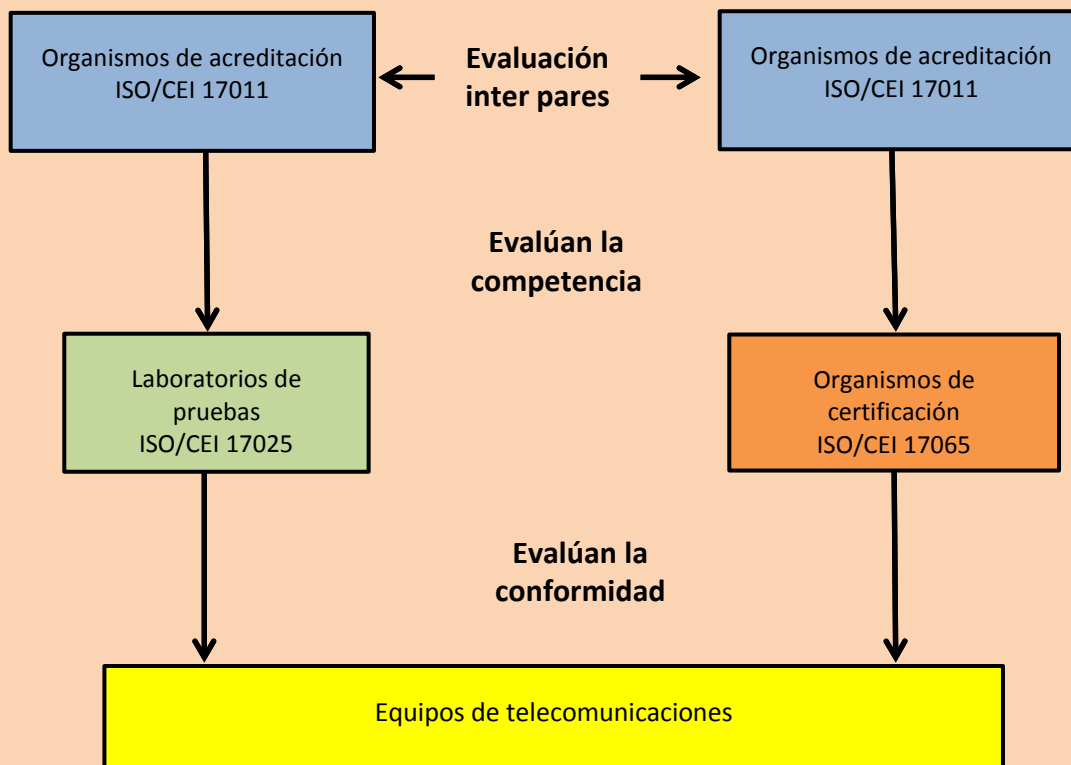 Organismos de acreditación
ISO/CEI 17011
Evaluación
inter pares
Organismos de acreditación
ISO/CEI 17011
Evalúan la
competencia
Laboratorios de
pruebas
ISO/CEI 17025
Organismos de
certificación
ISO/CEI 17065
Evalúan la
conformidad
Equipos de telecomunicaciones